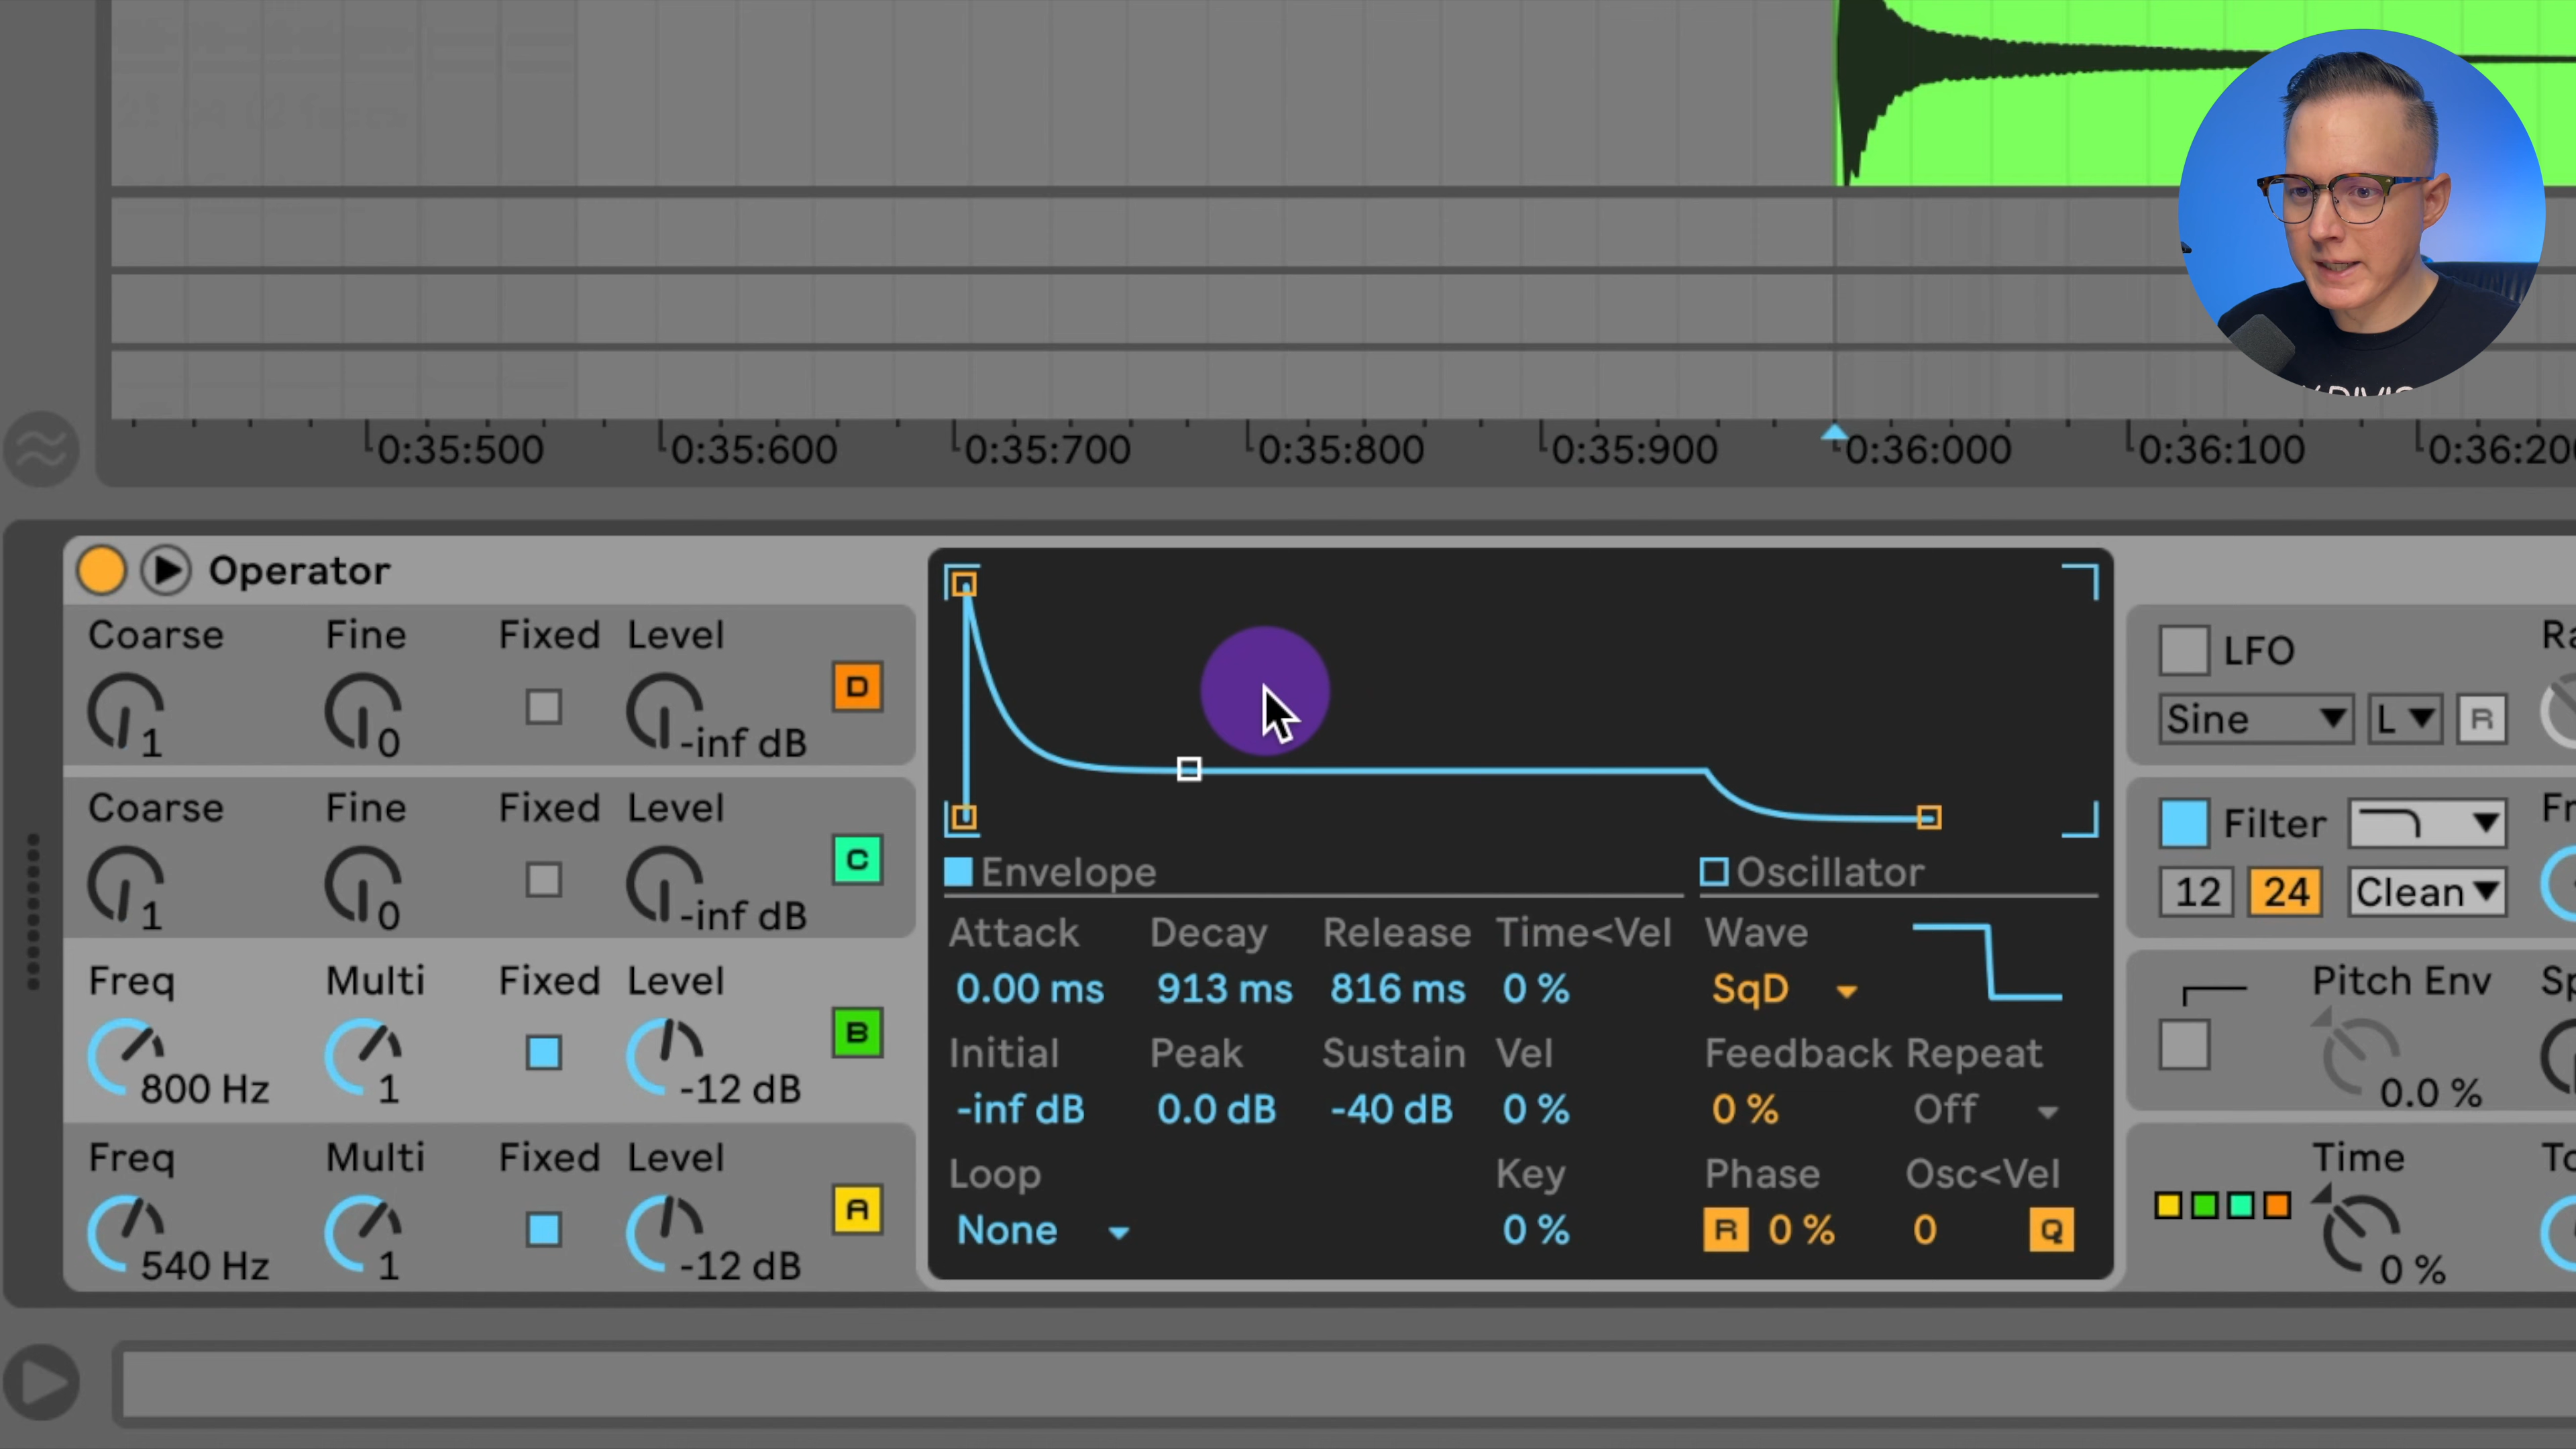 0:35:500 0:35:600 0:35:700 0:35:800 0:35:900 0:36:000 0:36:100 0:36:20
Operator
Coarse Fine Fixed Level
1 0 -inf dB D
Coarse Fine Fixed Level
1 0 -inf dB C
Freq Multi Fixed Level
800 Hz 1 -12 dB B
Freq Multi Fixed Level
540 Hz 1 -12 dB A
Envelope Oscillator
Attack Decay Release Time<Vel Wave
0.00 ms 913 ms 816 ms 0 % SqD
Initial Peak Sustain Vel Feedback Repeat
-inf dB 0.0 dB -40 dB 0 % 0 % Off
Loop Key Phase Osc<Vel
None 0 % R 0 % 0 Q
LFO Ra
Sine L R
Filter Fr
12 24 Clean
Pitch Env Sp
0.0 %
Time To
0 %